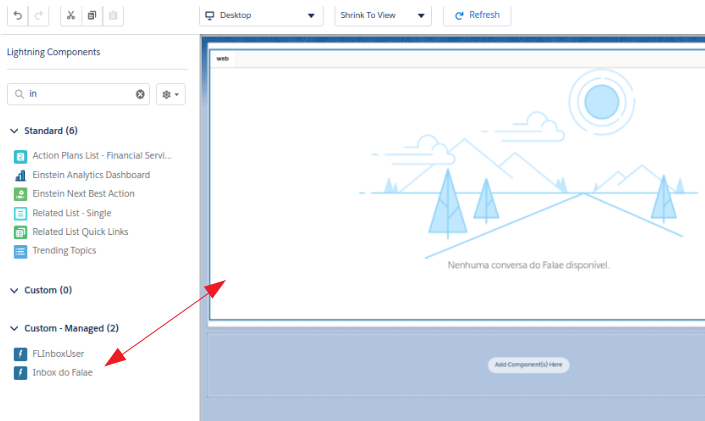 Desktop
Shrink To View
Refresh
Lightning Components
in
Standard (6)
Action Plans List - Financial Servi...
Einstein Analytics Dashboard
Einstein Next Best Action
Related List - Single
Related List Quick Links
Trending Topics
Custom (0)
Custom - Managed (2)
FLInboxUser
Inbox do Falae
web
Nenhuma conversa do Falae disponível.
Add Component(s) Here